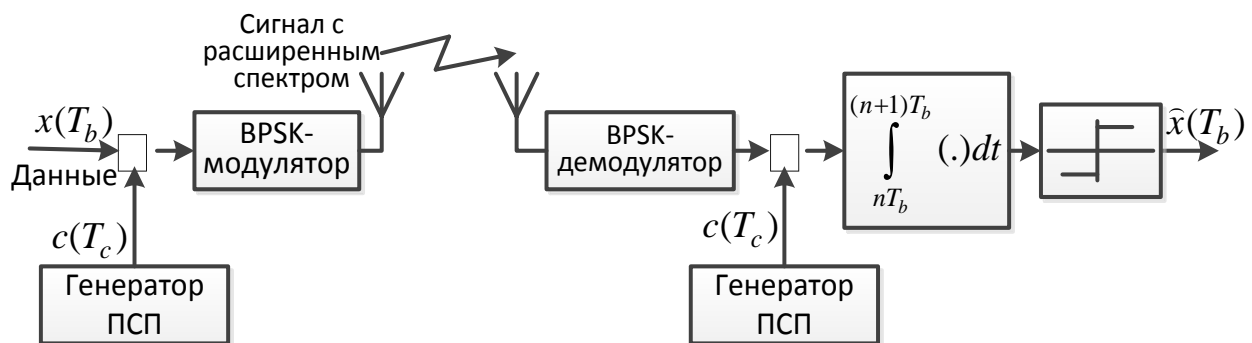 Сигнал с
расширенным
спектром
x(T_b)
Данные
BPSK-
модулятор
c(T_c)
Генератор
ПСП
BPSK-
демодулятор
c(T_c)
Генератор
ПСП
(n+1)T_b
∫ (.)dt
nT_b
x̂(T_b)